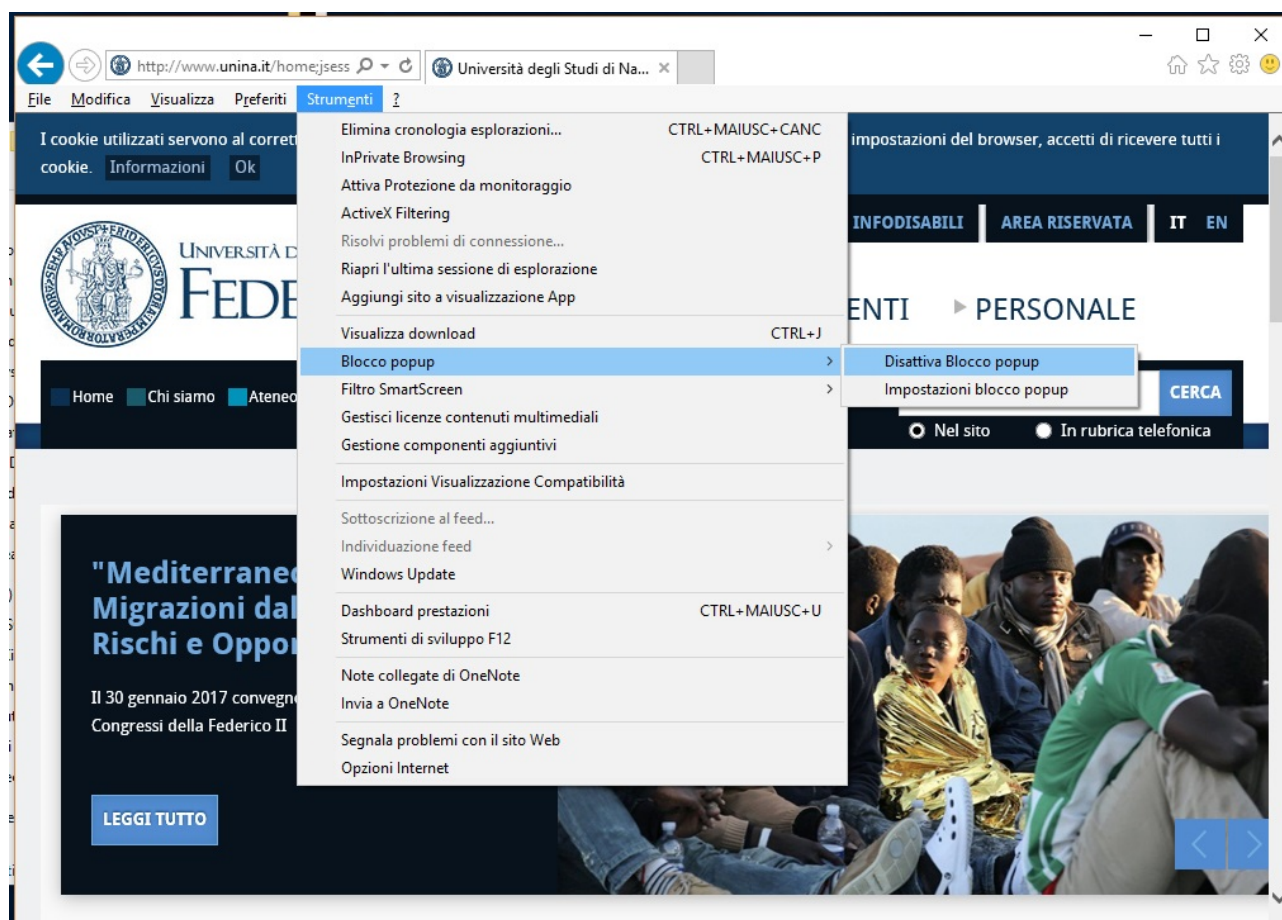 http://www.unina.it/home;jsess
Università degli Studi di Na...
File Modifica Visualizza Preferiti Strumenti ?
I cookie utilizzati servono al corrett
impostazioni del browser, accetti di ricevere tutti i
cookie. Informazioni Ok
Elimina cronologia esplorazioni... CTRL+MAIUSC+CANC
InPrivate Browsing CTRL+MAIUSC+P
Attiva Protezione da monitoraggio
ActiveX Filtering
Risolvi problemi di connessione...
Riapri l'ultima sessione di esplorazione
Aggiungi sito a visualizzazione App
Visualizza download CTRL+J
Blocco popup
Filtro SmartScreen
Gestisci licenze contenuti multimediali
Gestione componenti aggiuntivi
Impostazioni Visualizzazione Compatibilità
Sottoscrizione al feed...
Individuazione feed
Windows Update
Dashboard prestazioni CTRL+MAIUSC+U
Strumenti di sviluppo F12
Note collegate di OneNote
Invia a OneNote
Segnala problemi con il sito Web
Opzioni Internet
Disattiva Blocco popup
Impostazioni blocco popup
INFODISABILI AREA RISERVATA IT EN
UNIVERSITÀ D
FEDE
ENTI PERSONALE
Home Chi siamo Ateneo
CERCA
Nel sito In rubrica telefonica
"Mediterraneo
Migrazioni dal
Rischi e Oppor
Il 30 gennaio 2017 convegno
Congressi della Federico II
LEGGI TUTTO